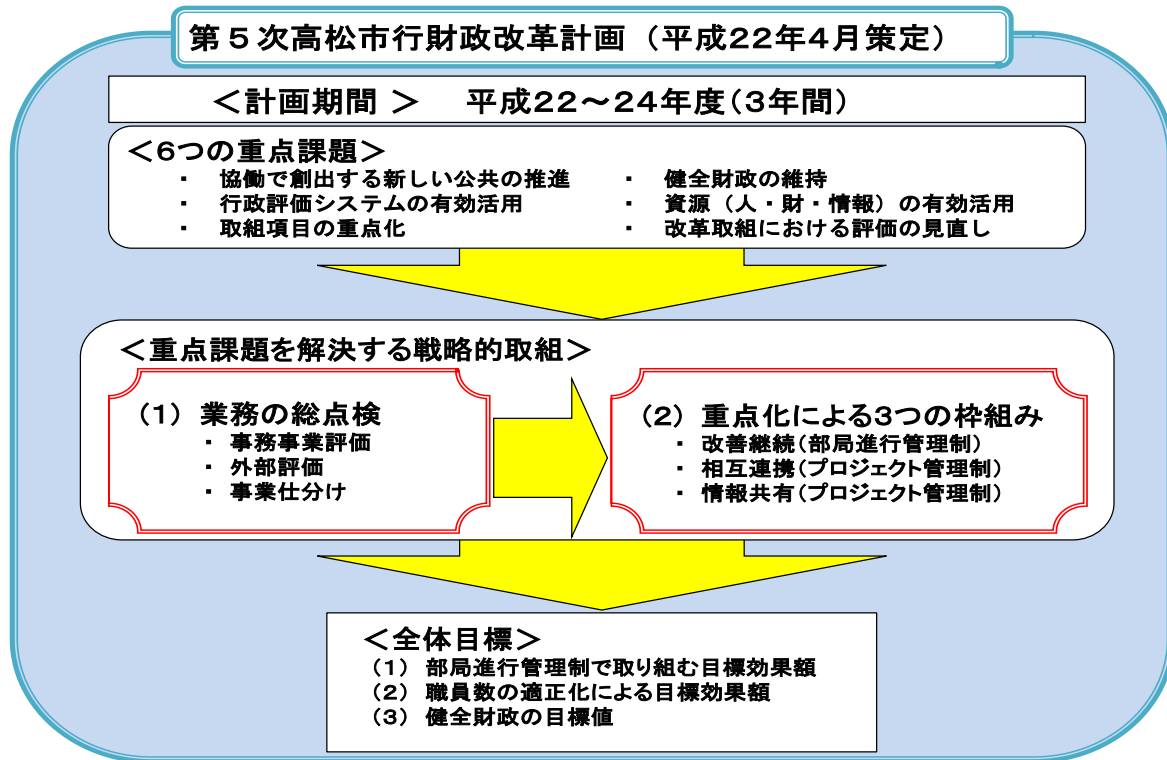 第5次高松市行財政改革計画（平成22年4月策定）
＜計画期間 ＞　平成22～24年度（3年間）
＜6つの重点課題＞
・ 協働で創出する新しい公共の推進
・ 行政評価システムの有効活用
・ 取組項目の重点化
・ 健全財政の維持
・ 資源（人・財・情報）の有効活用
・ 改革取組における評価の見直し
＜重点課題を解決する戦略的取組＞
（1） 業務の総点検
・ 事務事業評価
・ 外部評価
・ 事業仕分け
（2） 重点化による3つの枠組み
・ 改善継続（部局進行管理制）
・ 相互連携（プロジェクト管理制）
・ 情報共有（プロジェクト管理制）
＜全体目標＞
（1） 部局進行管理制で取り組む目標効果額
（2） 職員数の適正化による目標効果額
（3） 健全財政の目標値